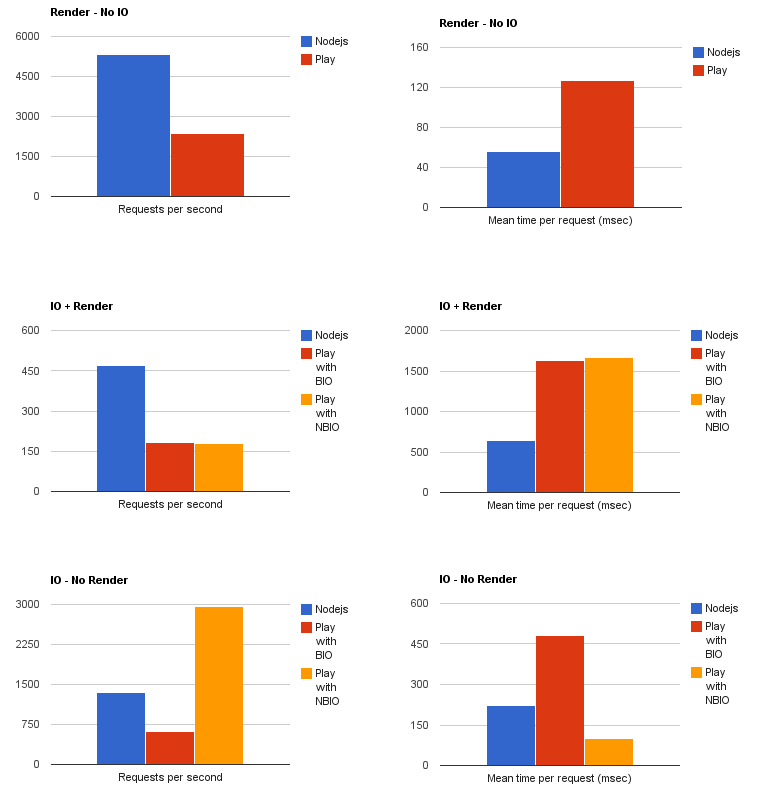 Render - No IO
6000
4500
3000
1500
0
Requests per second
Nodejs
Play
Render - No IO
160
120
80
40
0
Mean time per request (msec)
Nodejs
Play
IO + Render
600
450
300
150
0
Requests per second
Nodejs
Play
with
BIO
Play
with
NBIO
IO + Render
2000
1500
1000
500
0
Mean time per request (msec)
Nodejs
Play
with
BIO
Play
with
NBIO
IO - No Render
3000
2250
1500
750
0
Requests per second
Nodejs
Play
with
BIO
Play
with
NBIO
IO - No Render
600
450
300
150
0
Mean time per request (msec)
Nodejs
Play
with
BIO
Play
with
NBIO